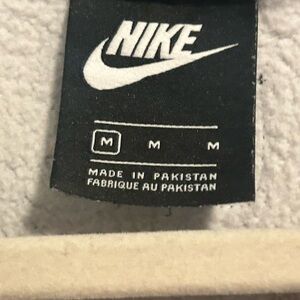 NIKE
M M M
MADE IN PAKISTAN
FABRIQUE AU PAKISTAN